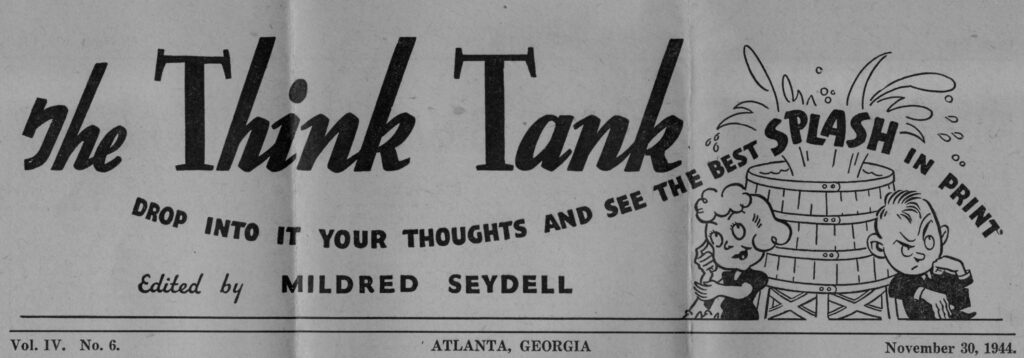 The Think Tank
DROP INTO IT YOUR THOUGHTS AND SEE THE BEST SPLASH IN PRINT
Edited by MILDRED SEYDELL
Vol. IV. No. 6. ATLANTA, GEORGIA November 30, 1944.